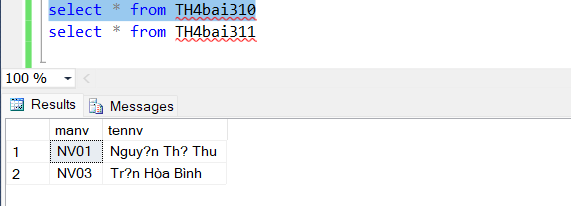 select * from TH4bai310
select * from TH4bai311
100 %
Results Messages
manv tennv
1 NV01 Nguy?n Th? Thu
2 NV03 Tr?n Hòa Bình